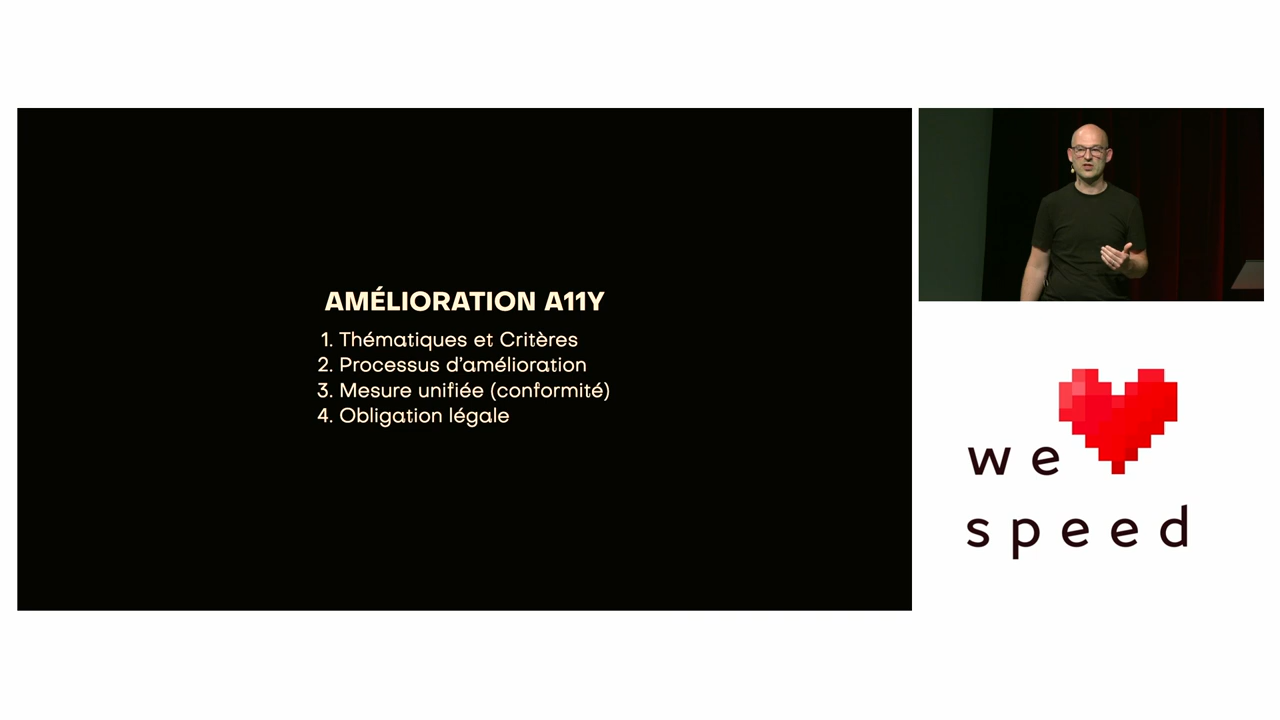 AMÉLIORATION A11Y
1. Thématiques et Critères
2. Processus d'amélioration
3. Mesure unifiée (conformité)
4. Obligation légale
we
speed